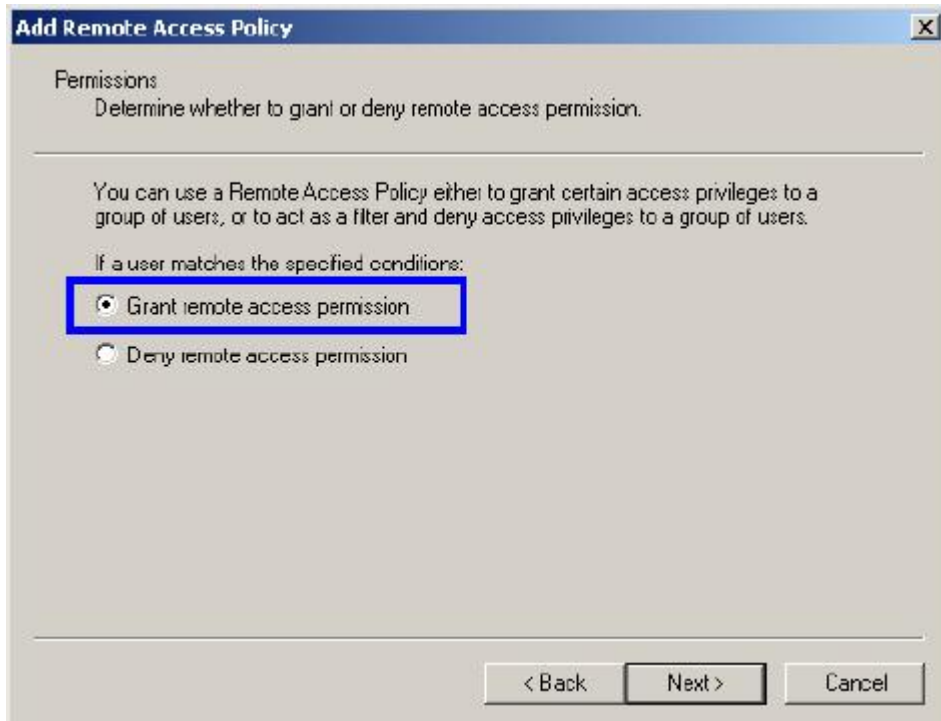 Add Remote Access Policy
Permissions
Determine whether to grant or deny remote access permission.
You can use a Remote Access Policy either to grant certain access privileges to a
group of users, or to act as a filter and deny access privileges to a group of users.
If a user matches the specified conditions:
Grant remote access permission
Deny remote access permission
< Back
Next >
Cancel